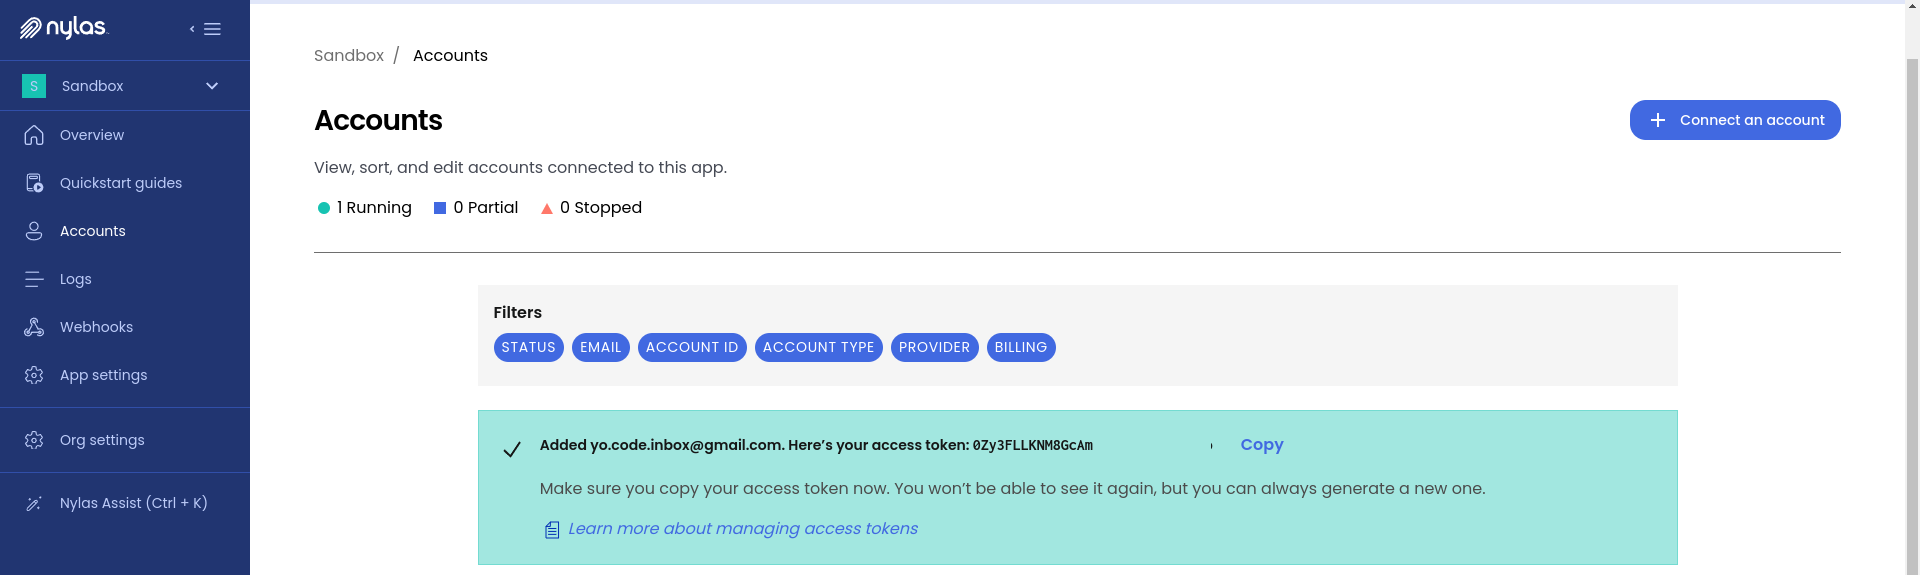 nylas
S Sandbox
Overview
Quickstart guides
Accounts
Logs
Webhooks
App settings
Org settings
Nylas Assist (Ctrl + K)
Sandbox / Accounts
Accounts
Connect an account
View, sort, and edit accounts connected to this app.
1 Running 0 Partial 0 Stopped
Filters
STATUS EMAIL ACCOUNT ID ACCOUNT TYPE PROVIDER BILLING
Added yo.code.inbox@gmail.com. Here’s your access token: 0Zy3FLLKNM8GcAm Copy
Make sure you copy your access token now. You won’t be able to see it again, but you can always generate a new one.
Learn more about managing access tokens